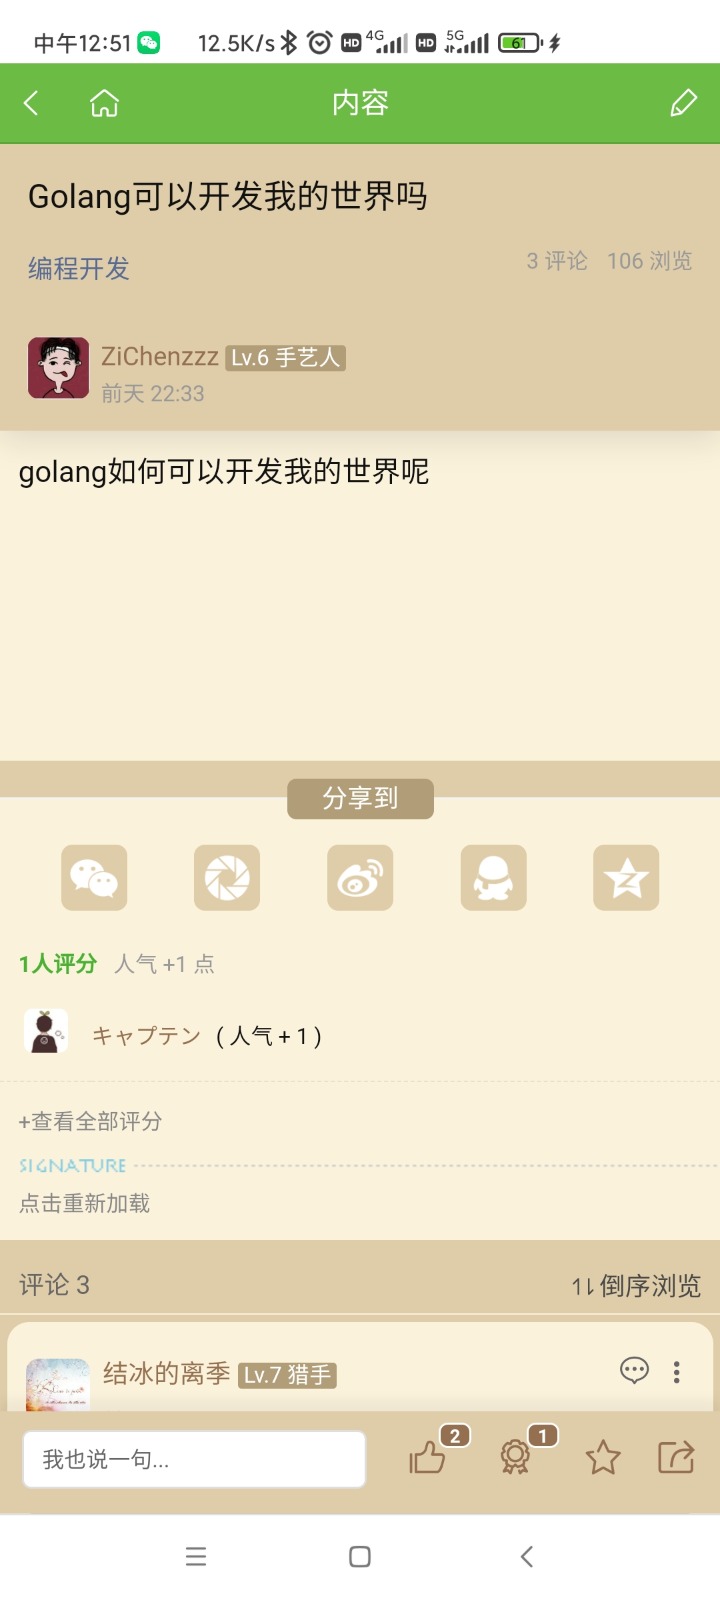 中午12:51 12.5K/s HD 4G HD 5G 61
内容
Golang可以开发我的世界吗
编程开发 3 评论 106 浏览
ZiChenzzz Lv.6 手艺人
前天 22:33
golang如何可以开发我的世界呢
分享到
1人评分 人气 +1 点
キャプテン ( 人气 + 1 )
+查看全部评分
SIGNATURE
点击重新加载
评论 3 倒序浏览
结冰的离季 Lv.7 猎手
我也说一句... 2 1